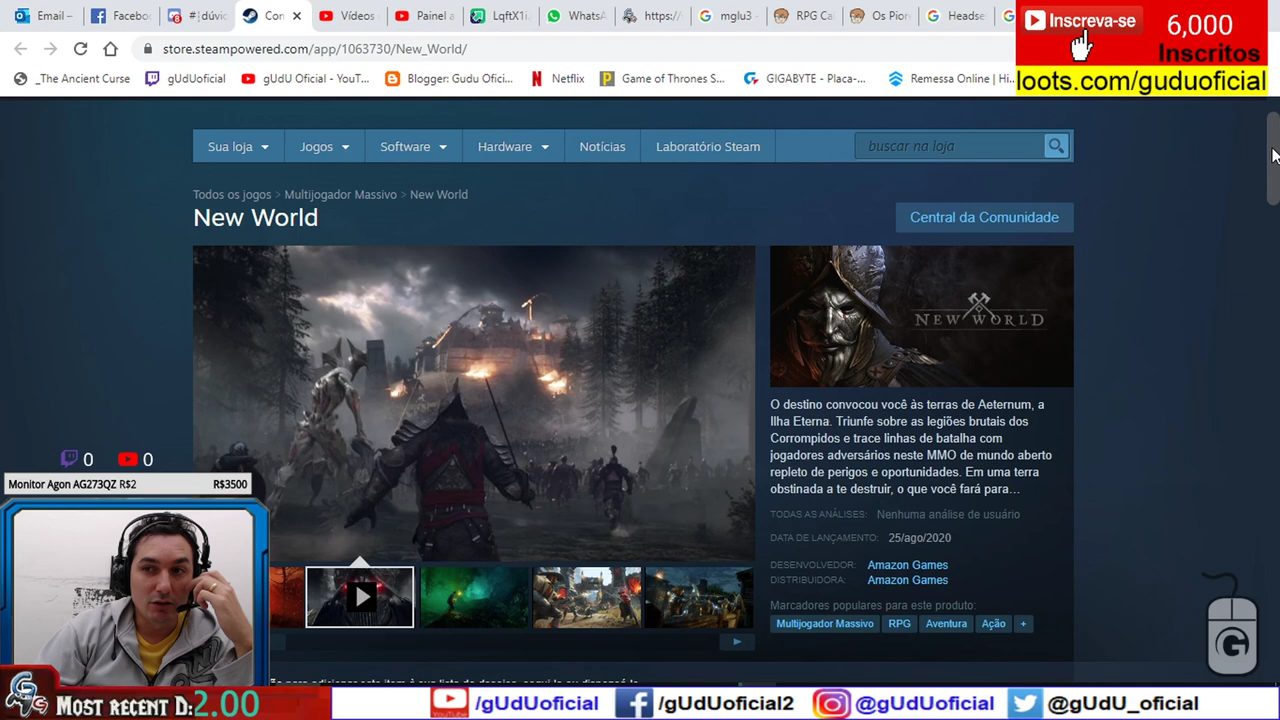 Email –
Facebo
#┇dúvic
Con
Vídeos
Painel a
LqftX1i
WhatsA
https:/
mglu3 -
RPG Ca
Os Pion
Headse
store.steampowered.com/app/1063730/New_World/
_The Ancient Curse
gUdUoficial
gUdU Oficial - YouT...
Blogger: Gudu Ofici...
Netflix
Game of Thrones S...
GIGABYTE - Placa-...
Remessa Online | Hi...
Inscreva-se
6,000
Inscritos
loots.com/guduoficial
Sua loja
Jogos
Software
Hardware
Notícias
Laboratório Steam
buscar na loja
Todos os jogos > Multijogador Massivo > New World
New World
Central da Comunidade
NEW WORLD
O destino convocou você às terras de Aeternum, a
Ilha Eterna. Triunfe sobre as legiões brutais dos
Corrompidos e trace linhas de batalha com
jogadores adversários neste MMO de mundo aberto
repleto de perigos e oportunidades. Em uma terra
obstinada a te destruir, o que você fará para...
TODAS AS ANÁLISES: Nenhuma análise de usuário
DATA DE LANÇAMENTO: 25/ago/2020
DESENVOLVEDOR: Amazon Games
DISTRIBUIDORA: Amazon Games
Marcadores populares para este produto:
Multijogador Massivo
RPG
Aventura
Ação
+
0
0
Monitor Agon AG273QZ R$2
R$3500
MOST RECENT D:
2.00
YouTube
/gUdUoficial
/gUdUoficial2
@gUdUoficial
@gUdU_oficial